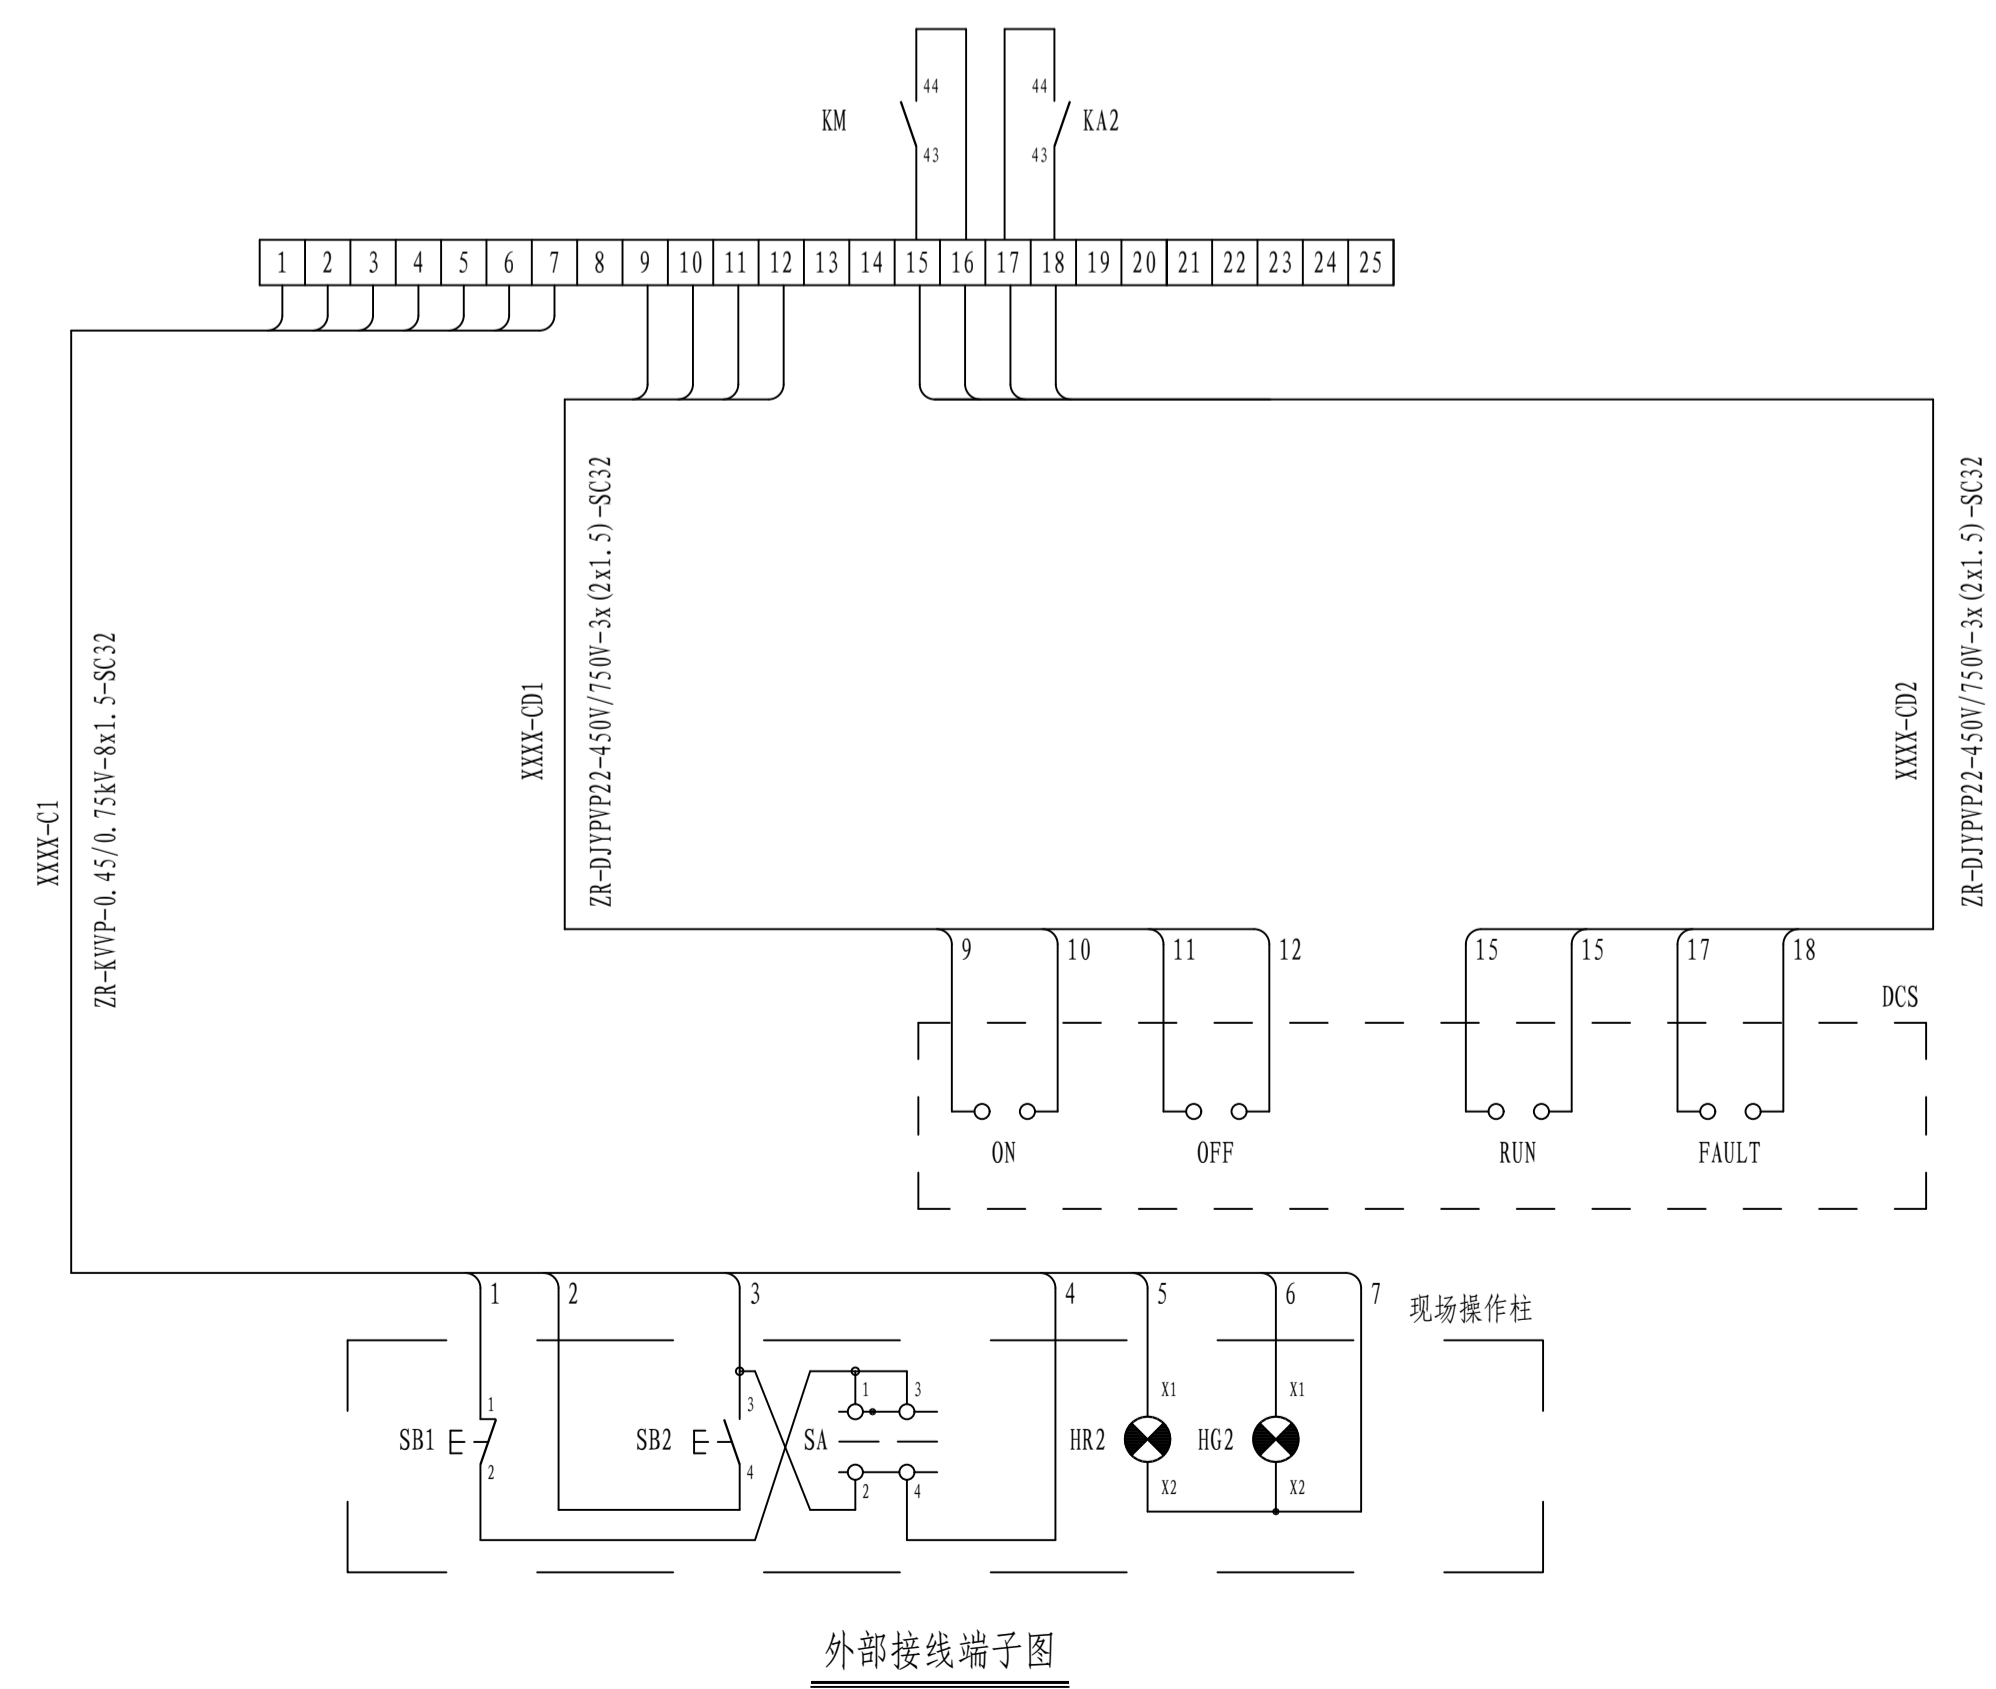 44
44
KM
KA2
43
43
1 2 3 4 5 6 7 8 9 10 11 12 13 14 15 16 17 18 19 20 21 22 23 24 25
XXXX-C1
ZR-KVVP-0.45/0.75kV-8x1.5-SC32
XXXX-CD1
ZR-DJYPVP22-450V/750V-3x(2x1.5)-SC32
XXXX-CD2
ZR-DJYPVP22-450V/750V-3x(2x1.5)-SC32
9 10 11 12 15 15 17 18
DCS
ON OFF RUN FAULT
1 2 3 4 5 6 7
现场操作柱
1 3 1 3 X1 X1
SB1 SB2 SA HR2 HG2
2 4 2 4 X2 X2
外部接线端子图